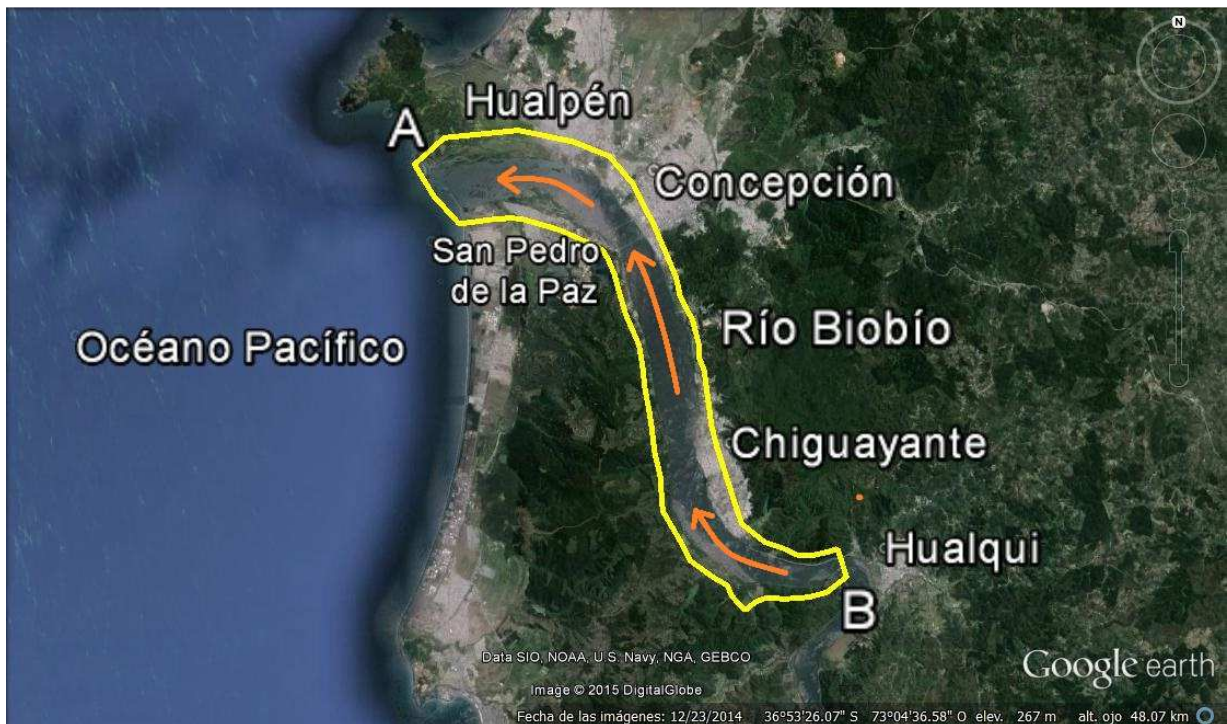 N
Hualpén
A
Concepción
San Pedro
de la Paz
Río Biobío
Océano Pacífico
Chiguayante
Hualqui
B
Data SIO, NOAA, U.S. Navy, NGA, GEBCO
Image © 2015 DigitalGlobe
Google earth
Fecha de las imágenes: 12/23/2014 36°53'26.07" S 73°04'36.58" O elev. 267 m alt. ojo 48.07 km